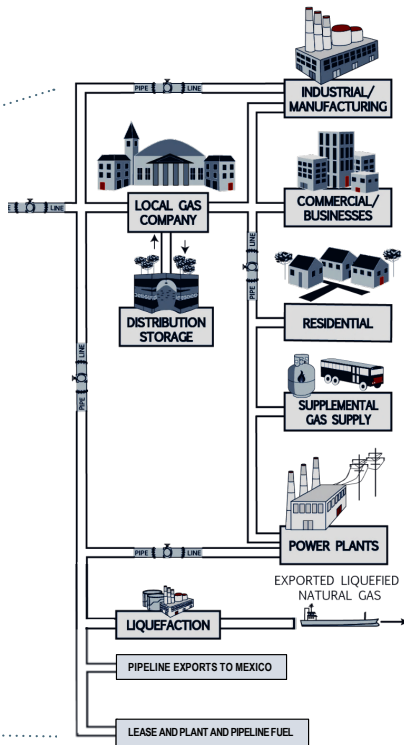 PIPE LINE
INDUSTRIAL/
MANUFACTURING
LINE
LOCAL GAS
COMPANY
COMMERCIAL/
BUSINESSES
PIPE LINE
DISTRIBUTION
STORAGE
RESIDENTIAL
PIPE LINE
SUPPLEMENTAL
GAS SUPPLY
POWER PLANTS
PIPE LINE
EXPORTED LIQUEFIED
NATURAL GAS
LIQUEFACTION
PIPELINE EXPORTS TO MEXICO
LEASE AND PLANT AND PIPELINE FUEL